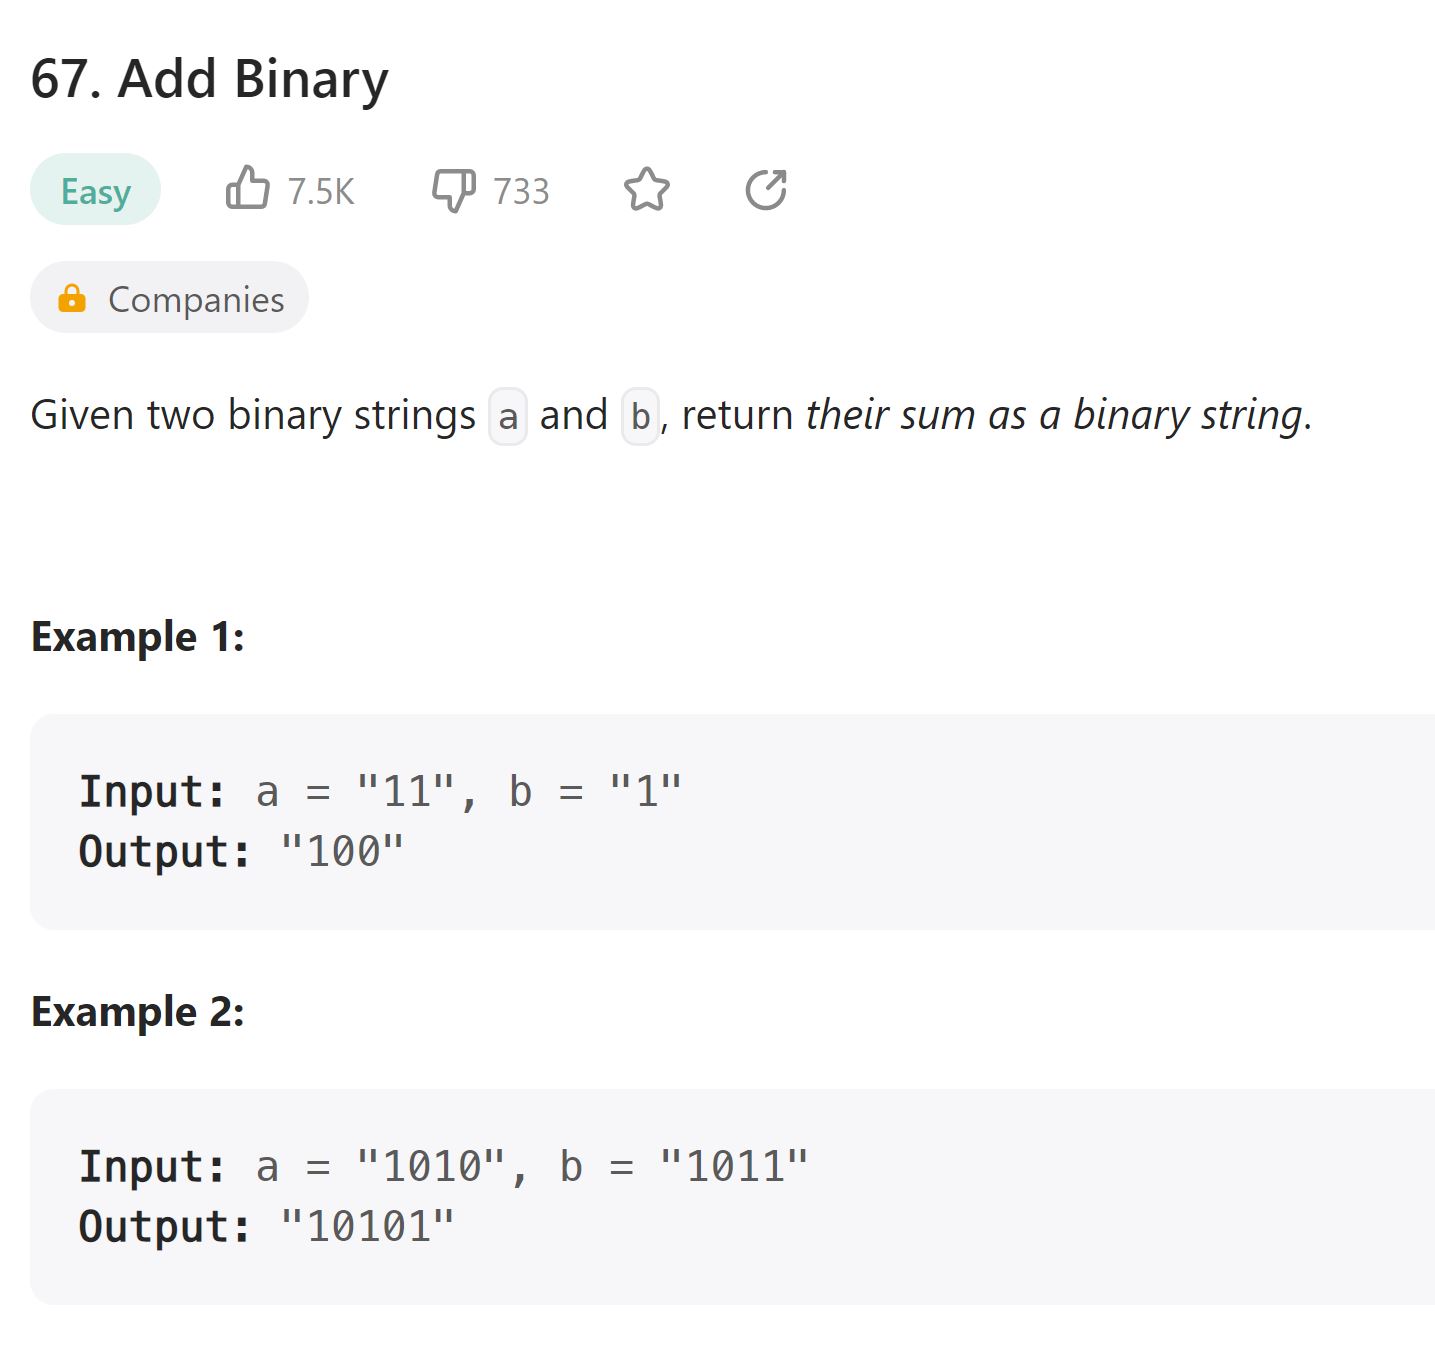 67. Add Binary
Easy 7.5K 733
Companies
Given two binary strings a and b, return their sum as a binary string.
Example 1:
Input: a = "11", b = "1"
Output: "100"
Example 2:
Input: a = "1010", b = "1011"
Output: "10101"